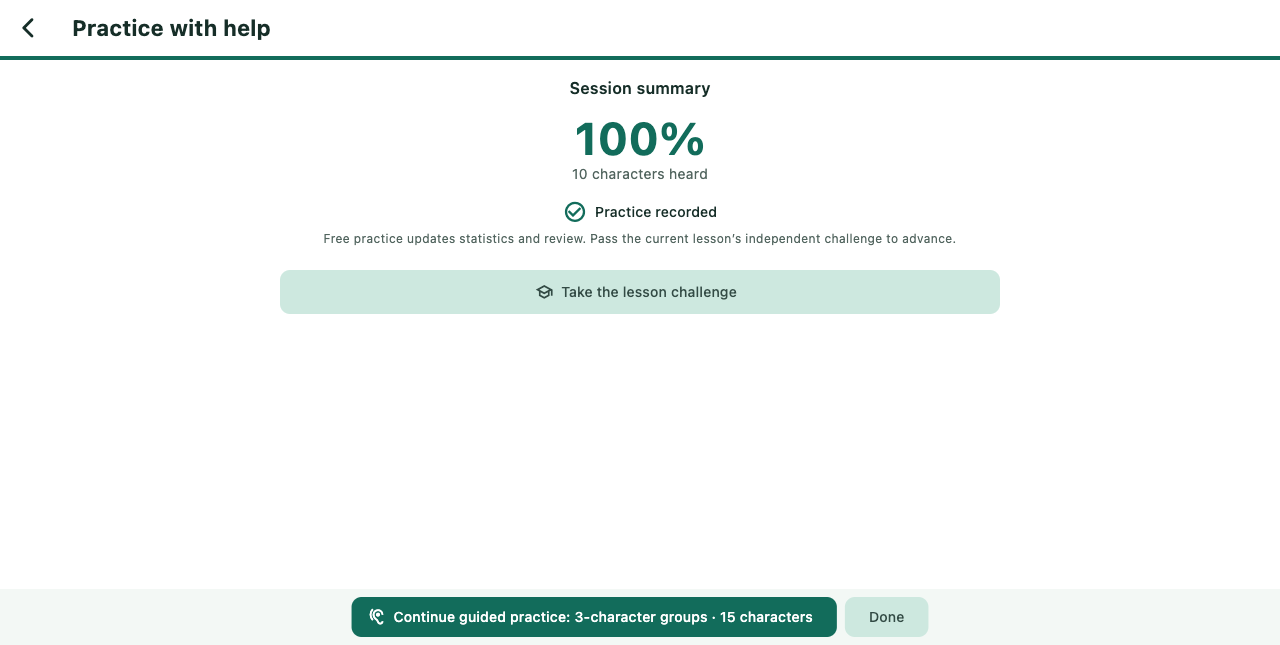 Practice with help
Session summary
100%
10 characters heard
Practice recorded
Free practice updates statistics and review. Pass the current lesson's independent challenge to advance.
Take the lesson challenge
Continue guided practice: 3-character groups · 15 characters
Done